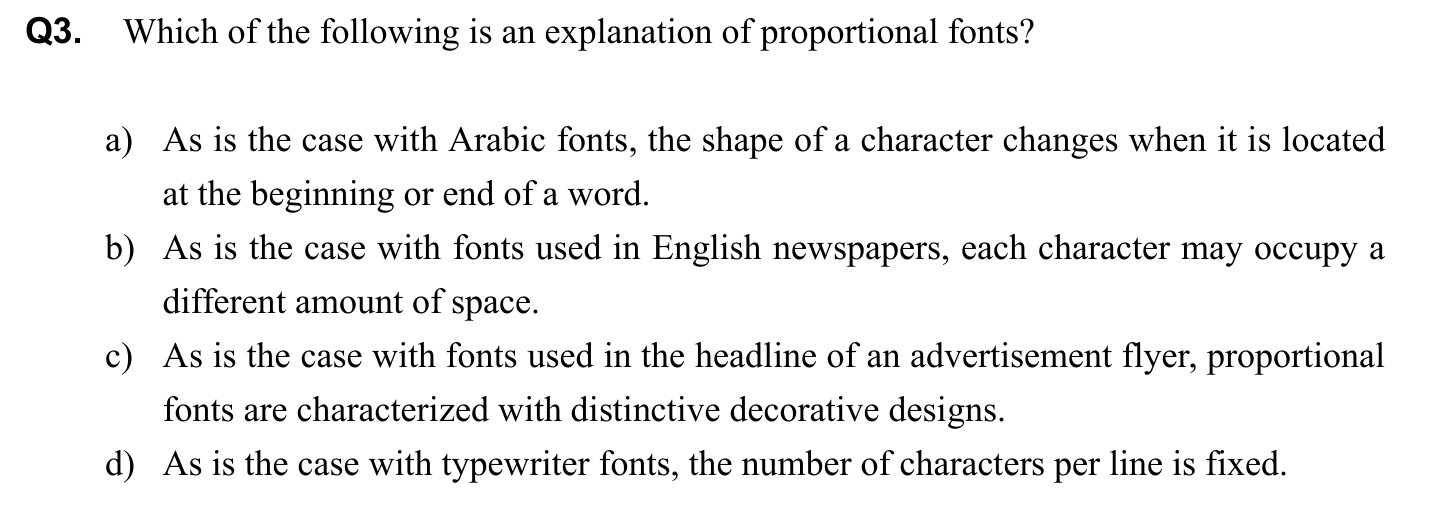 Q3. Which of the following is an explanation of proportional fonts?
a) As is the case with Arabic fonts, the shape of a character changes when it is located
at the beginning or end of a word.
b) As is the case with fonts used in English newspapers, each character may occupy a
different amount of space.
c) As is the case with fonts used in the headline of an advertisement flyer, proportional
fonts are characterized with distinctive decorative designs.
d) As is the case with typewriter fonts, the number of characters per line is fixed.